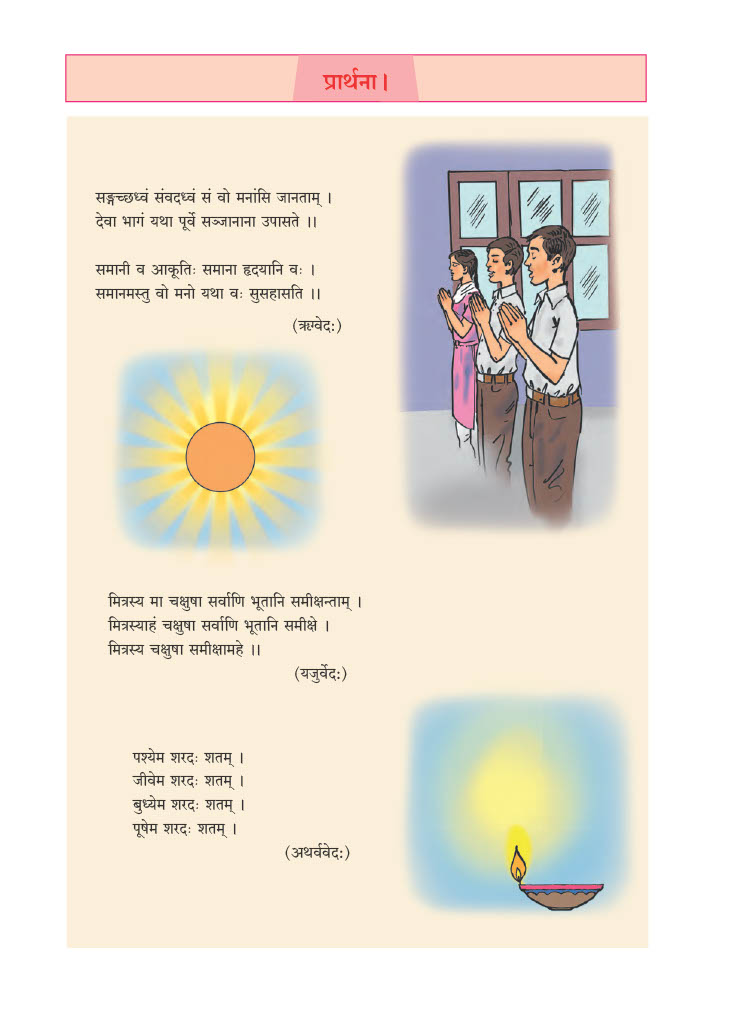 प्रार्थना।
सङ्गच्छध्वं संवदध्वं सं वो मनांसि जानताम् ।
देवा भागं यथा पूर्वे सञ्जानाना उपासते ।।
समानी व आकूतिः समाना हृदयानि वः ।
समानमस्तु वो मनो यथा वः सुसहासति ।।
(ऋग्वेदः)
मित्रस्य मा चक्षुषा सर्वाणि भूतानि समीक्षन्ताम् ।
मित्रस्याहं चक्षुषा सर्वाणि भूतानि समीक्षे ।
मित्रस्य चक्षुषा समीक्षामहे ।।
(यजुर्वेदः)
पश्येम शरदः शतम् ।
जीवेम शरदः शतम् ।
बुध्येम शरदः शतम् ।
पूषेम शरदः शतम् ।
(अथर्ववेदः)